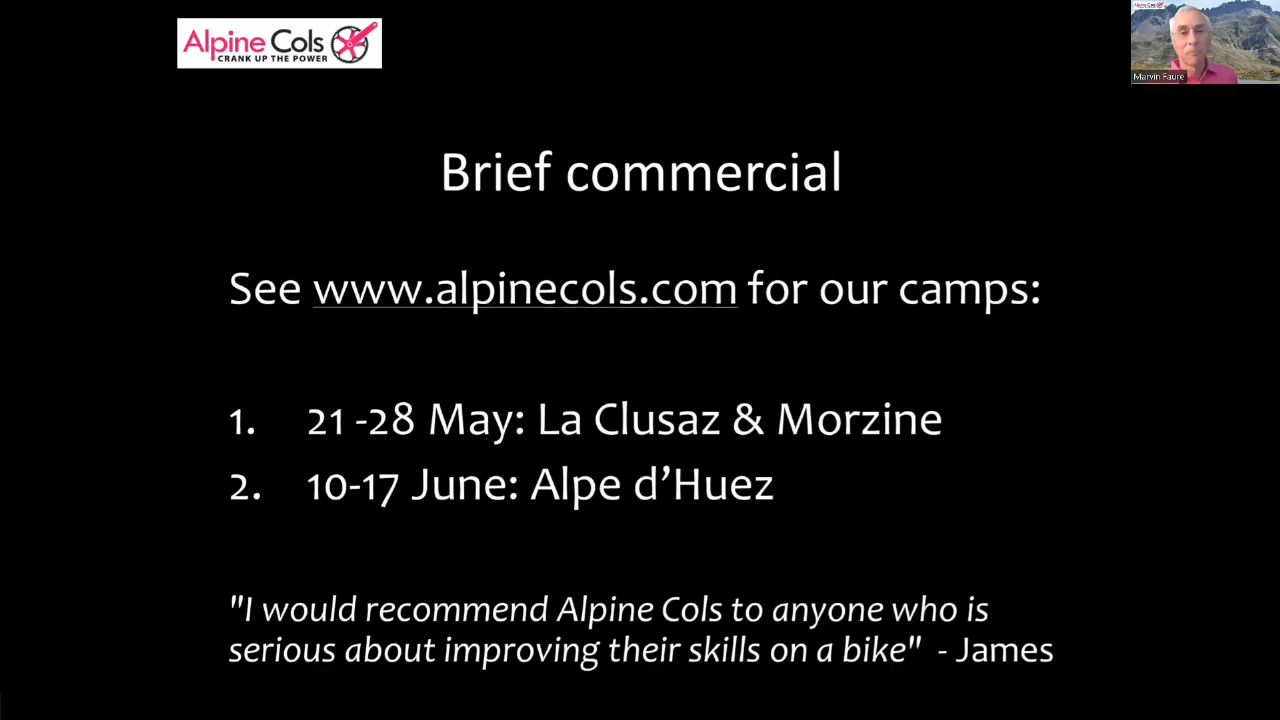 Alpine Cols
CRANK UP THE POWER
Alpine Cols
Marvin Faure
Brief commercial
See www.alpinecols.com for our camps:
1. 21 -28 May: La Clusaz & Morzine
2. 10-17 June: Alpe d’Huez
"I would recommend Alpine Cols to anyone who is
serious about improving their skills on a bike" - James